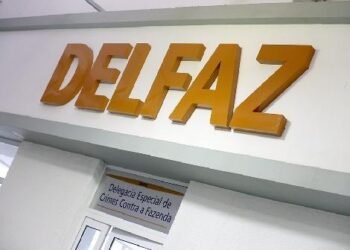 DELFAZ
Delegacia Especial de
Crimes Contra a Fazenda